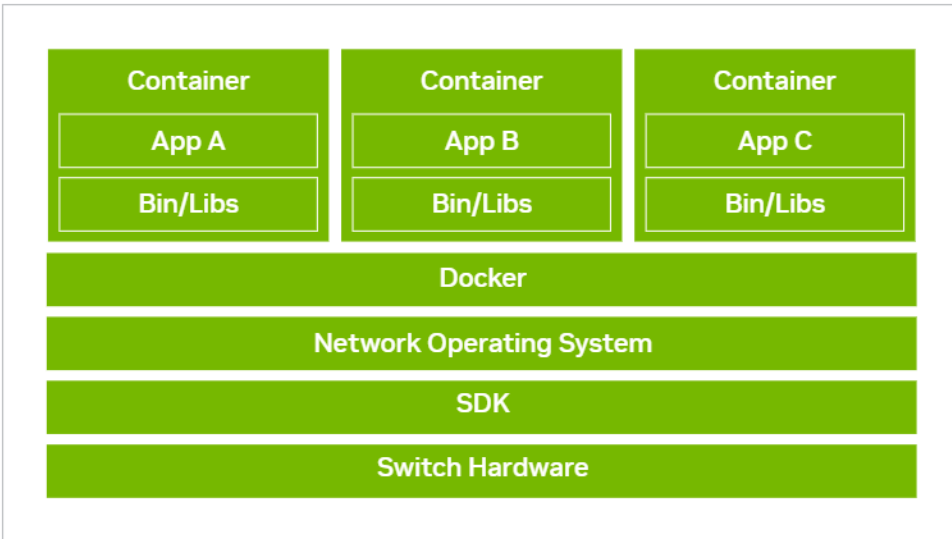 Container Container Container
App A App B App C
Bin/Libs Bin/Libs Bin/Libs
Docker
Network Operating System
SDK
Switch Hardware